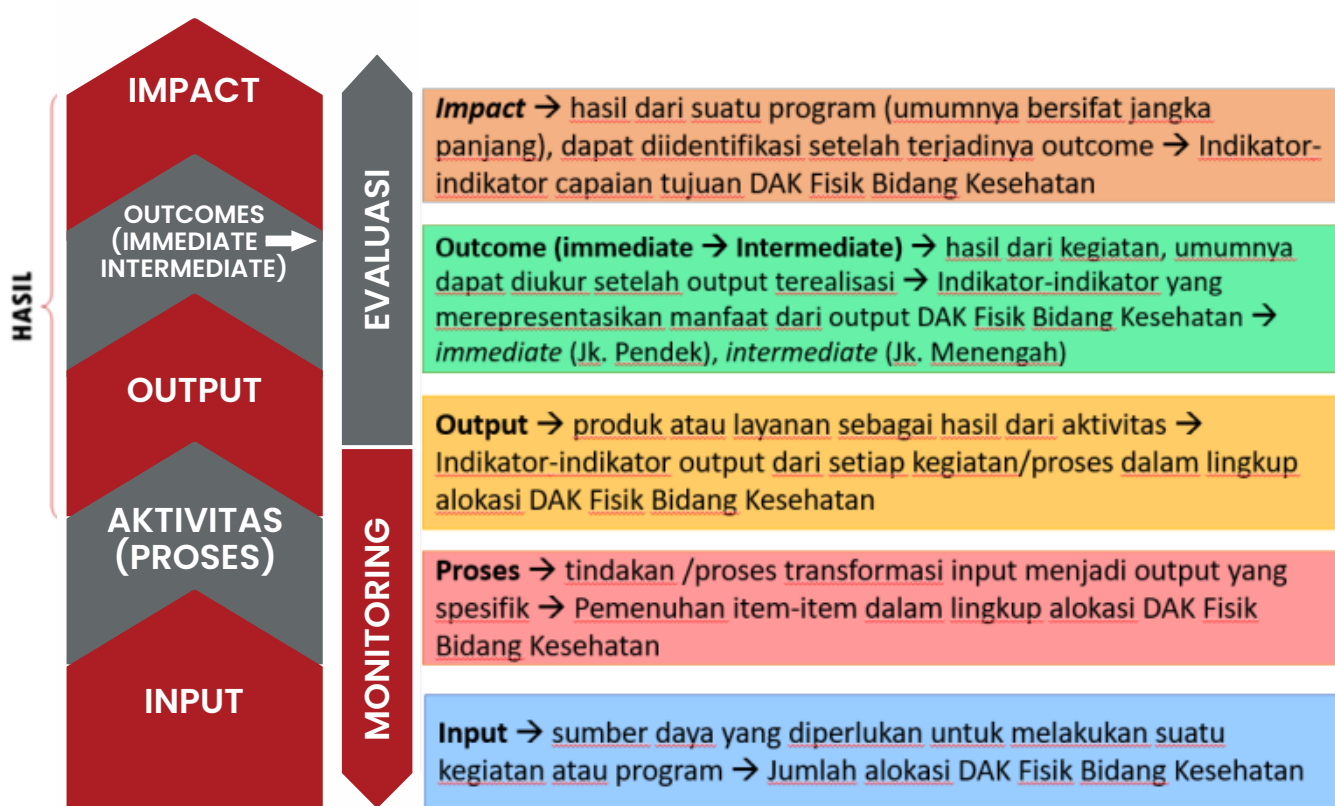 HASIL
IMPACT
OUTCOMES
(IMMEDIATE
INTERMEDIATE)
OUTPUT
AKTIVITAS
(PROSES)
INPUT
EVALUASI
MONITORING
Impact → hasil dari suatu program (umumnya bersifat jangka
panjang), dapat diidentifikasi setelah terjadinya outcome → Indikator-
indikator capaian tujuan DAK Fisik Bidang Kesehatan
Outcome (immediate → Intermediate) → hasil dari kegiatan, umumnya
dapat diukur setelah output terealisasi → Indikator-indikator yang
merepresentasikan manfaat dari output DAK Fisik Bidang Kesehatan →
immediate (Jk. Pendek), intermediate (Jk. Menengah)
Output → produk atau layanan sebagai hasil dari aktivitas →
Indikator-indikator output dari setiap kegiatan/proses dalam lingkup
alokasi DAK Fisik Bidang Kesehatan
Proses → tindakan /proses transformasi input menjadi output yang
spesifik → Pemenuhan item-item dalam lingkup alokasi DAK Fisik
Bidang Kesehatan
Input → sumber daya yang diperlukan untuk melakukan suatu
kegiatan atau program → Jumlah alokasi DAK Fisik Bidang Kesehatan